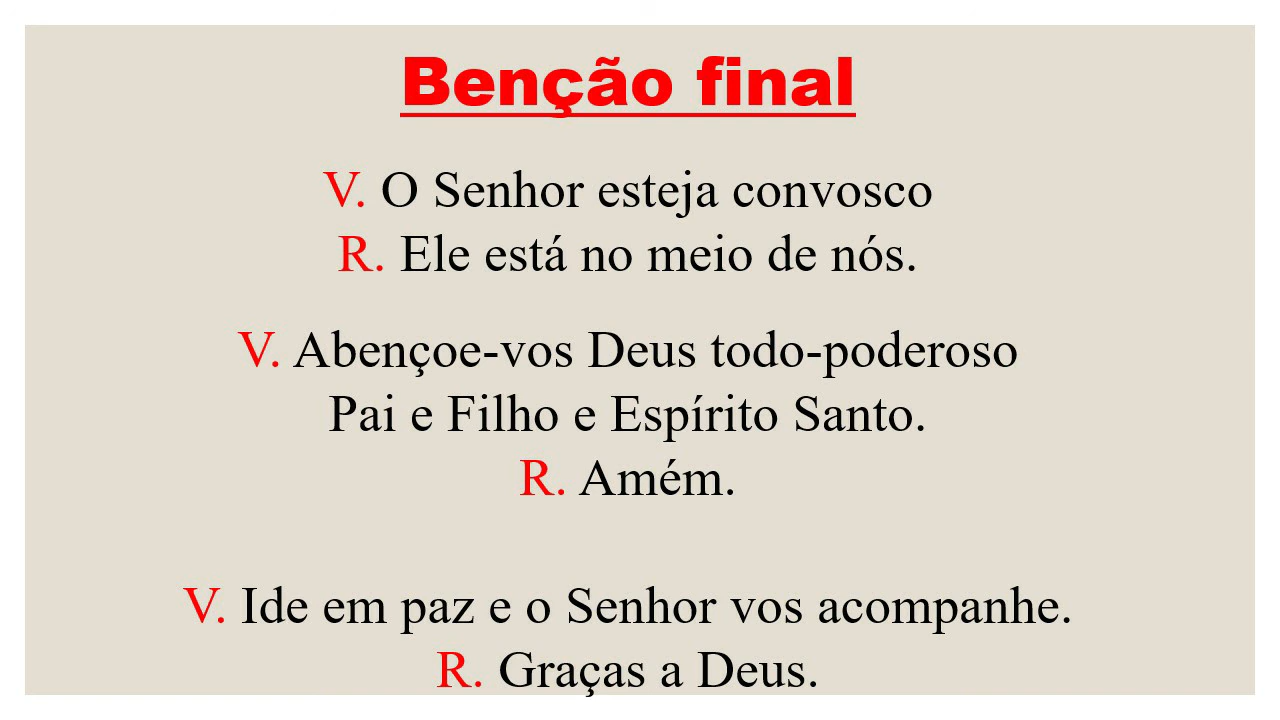 Benção final
V. O Senhor esteja convosco
R. Ele está no meio de nós.
V. Abençoe-vos Deus todo-poderoso
Pai e Filho e Espírito Santo.
R. Amém.
V. Ide em paz e o Senhor vos acompanhe.
R. Graças a Deus.